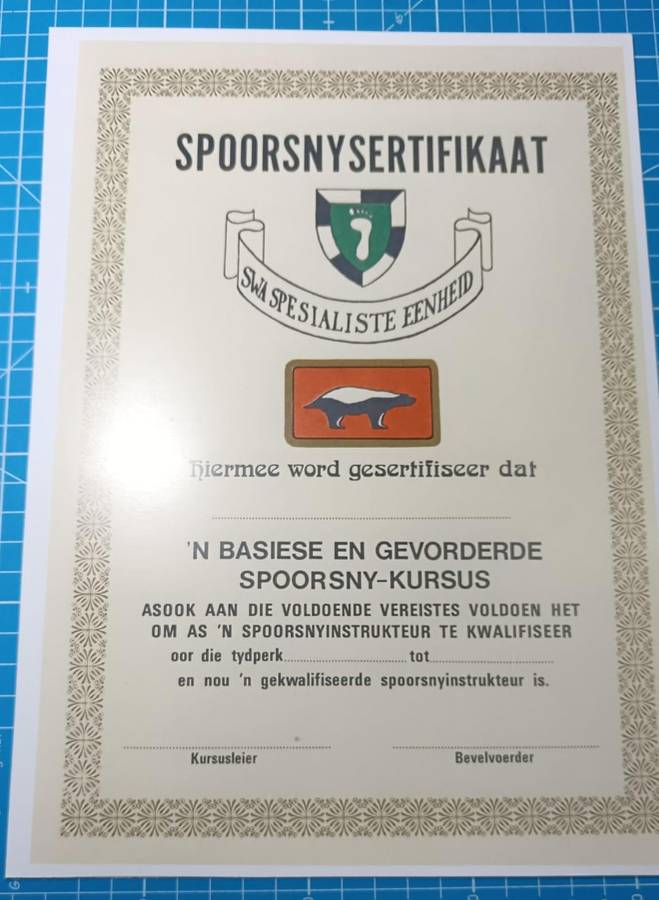 SPOORSNYSERTIFIKAAT
SWA SPESIALISTE EENHEID
hiermee word gesertifiseer dat
'N BASIESE EN GEVORDERDE
SPOORSNY-KURSUS
ASOOK AAN DIE VOLDOENDE VEREISTES VOLDOEN HET
OM AS 'N SPOORSNYINSTRUKTEUR TE KWALIFISEER
oor die tydperk.............................. tot..............................
en nou 'n gekwalifiseerde spoorsnyinstrukteur is.
Kursusleier Bevelvoerder